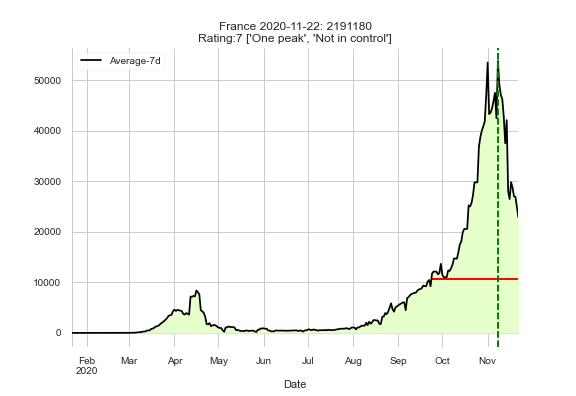 France 2020-11-22: 2191180
Rating:7 ['One peak', 'Not in control']
Average-7d
50000
40000
30000
20000
10000
0
Feb Mar Apr May Jun Jul Aug Sep Oct Nov
2020
Date